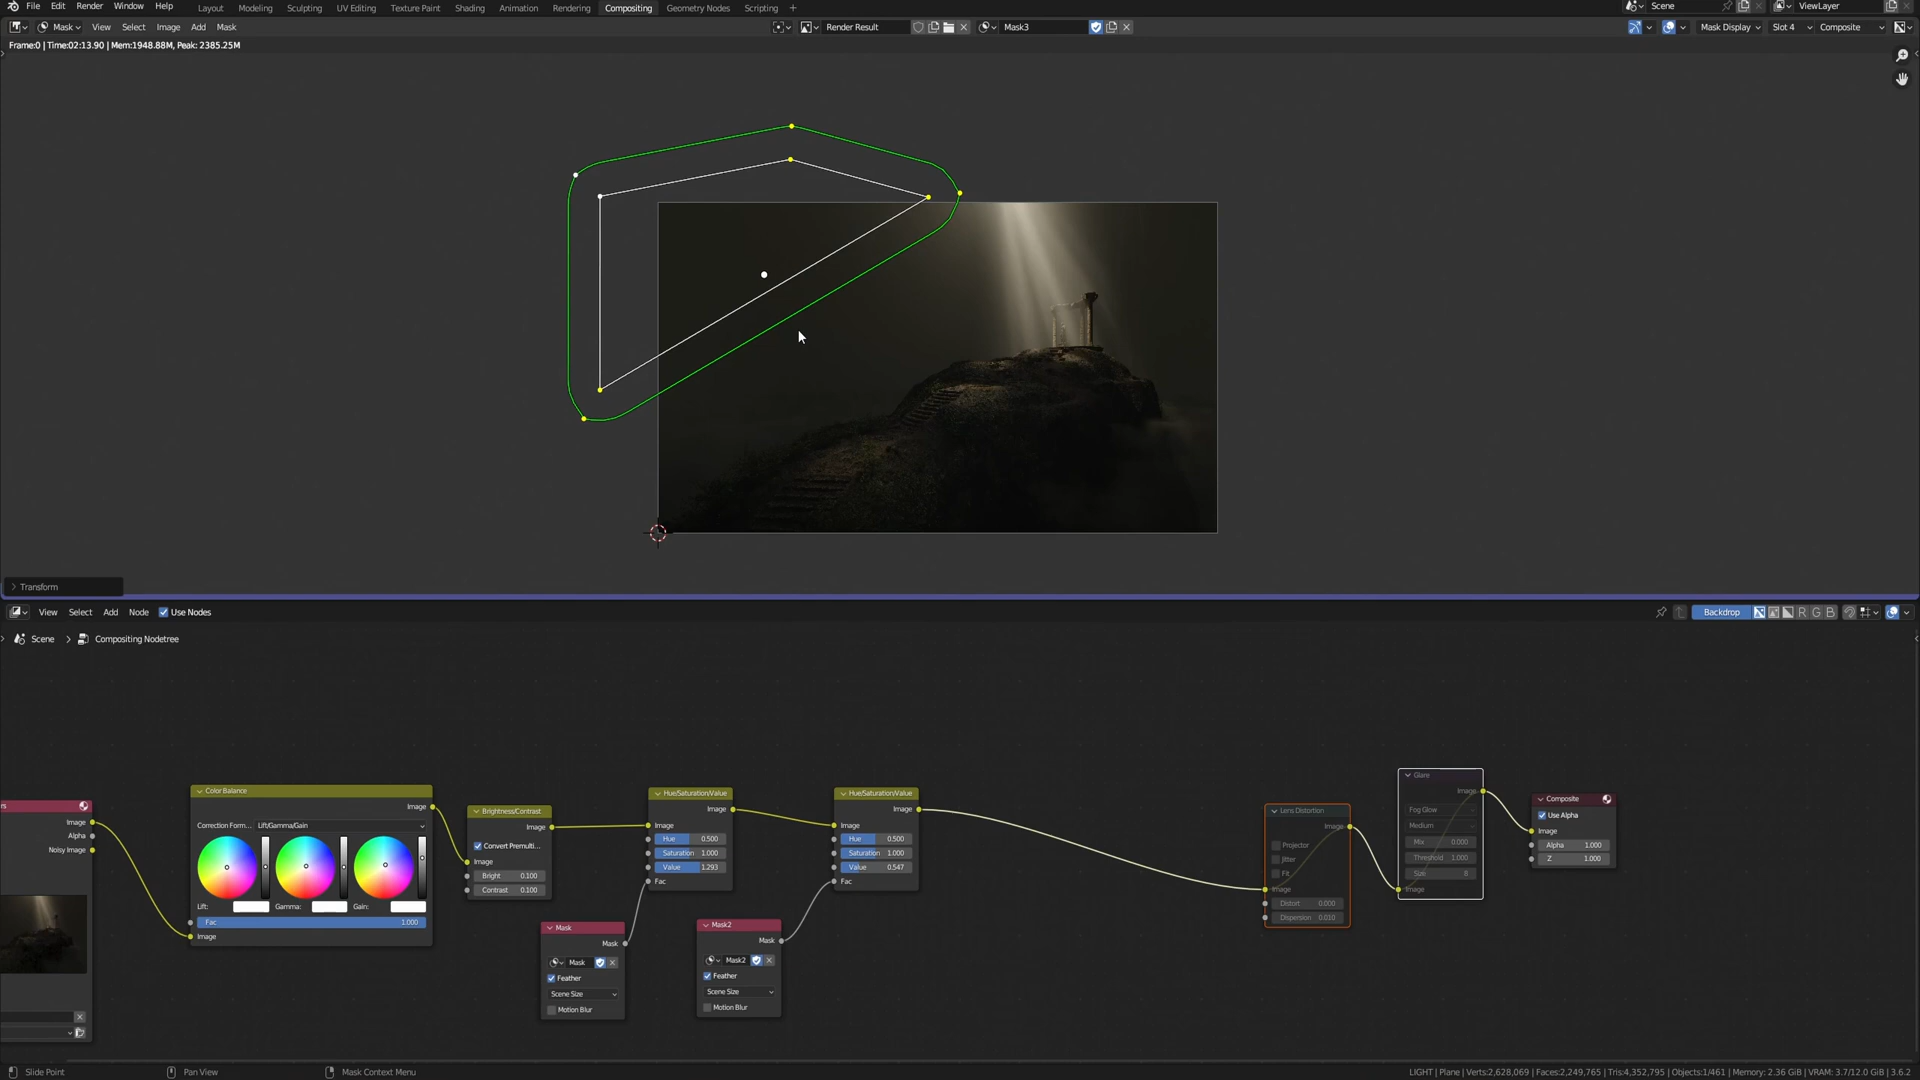 File Edit Render Window Help Layout Modeling Sculpting UV Editing Texture Paint Shading Animation Rendering Compositing Geometry Nodes Scripting + Scene ViewLayer
Mask View Select Image Add Mask Render Result Mask3 Mask Display Slot 4 Composite
Frame:0 | Time:02:13.90 | Mem:1948.88M, Peak: 2385.25M
Transform
View Select Add Node Use Nodes Backdrop R G B
Scene > Compositing Nodetree
Image
Alpha
Noisy Image
Color Balance
Image
Correction Form... Lift/Gamma/Gain
Lift: Gamma: Gain:
Fac 1.000
Image
Brightness/Contrast
Image
Convert Premulti...
Image
Bright 0.100
Contrast 0.100
Hue/Saturation/Value
Image
Image
Hue 0.500
Saturation 1.000
Value 1.293
Fac
Hue/Saturation/Value
Image
Image
Hue 0.500
Saturation 1.000
Value 0.547
Fac
Mask
Mask
Mask
Feather
Scene Size
Motion Blur
Mask2
Mask
Mask2
Feather
Scene Size
Motion Blur
Lens Distortion
Image
Projector
Jitter
Fit
Image
Distort 0.000
Dispersion 0.010
Glare
Image
Fog Glow
Medium
Mix 0.000
Threshold 1.000
Size 8
Image
Composite
Use Alpha
Image
Alpha 1.000
Z 1.000
Slide Point Pan View Mask Context Menu LIGHT | Plane | Verts:2,628,069 | Faces:2,249,765 | Tris:4,352,795 | Objects:1/461 | Memory: 2.36 GiB | VRAM: 3.7/12.0 GiB | 3.6.2